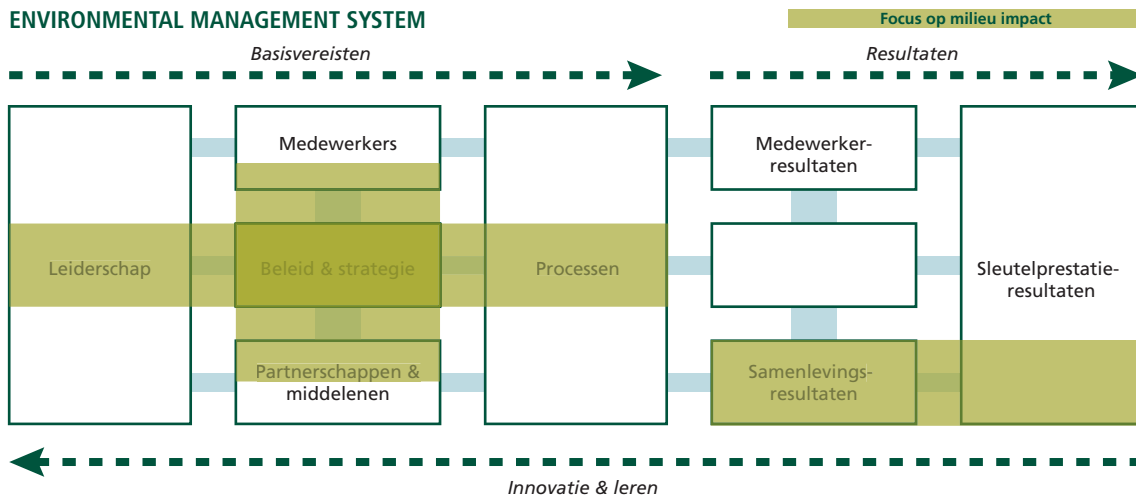 ENVIRONMENTAL MANAGEMENT SYSTEM
Focus op milieu impact
Basisvereisten
Resultaten
Medewerkers
Medewerker-
resultaten
Leiderschap
Beleid & strategie
Processen
Sleutelprestatie-
resultaten
Partnerschappen &
middelenen
Samenlevings-
resultaten
Innovatie & leren